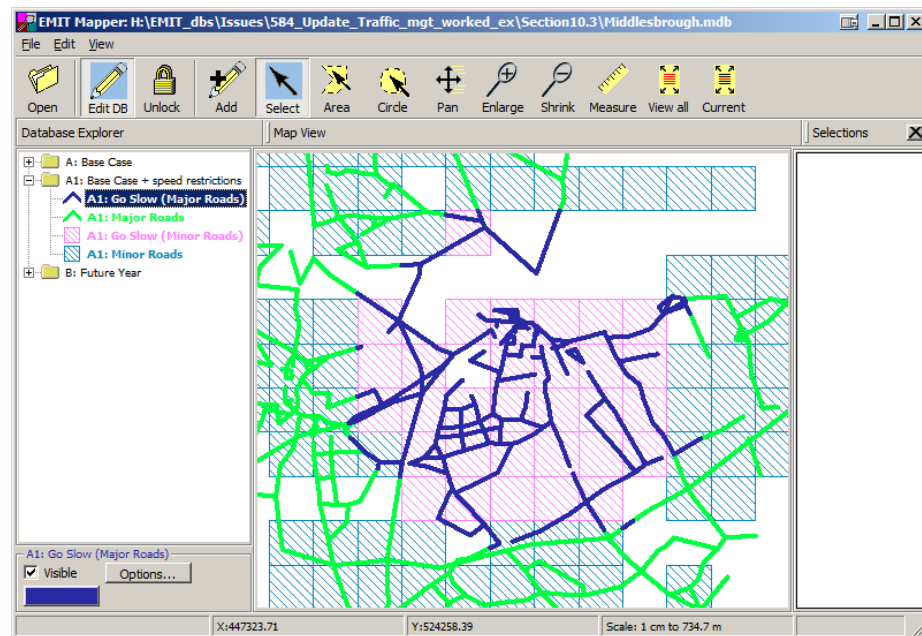 EMIT Mapper: H:\EMIT_dbs\Issues\584_Update_Traffic_mgt_worked_ex\Section10.3\Middlesbrough.mdb
File Edit View
Open Edit DB Unlock Add Select Area Circle Pan Enlarge Shrink Measure View all Current
Database Explorer Map View Selections X
A: Base Case
A1: Base Case + speed restrictions
A1: Go Slow (Major Roads)
A1: Major Roads
A1: Go Slow (Minor Roads)
A1: Minor Roads
B: Future Year
A1: Go Slow (Major Roads)
Visible Options...
X:447323.71 Y:524258.39 Scale: 1 cm to 734.7 m